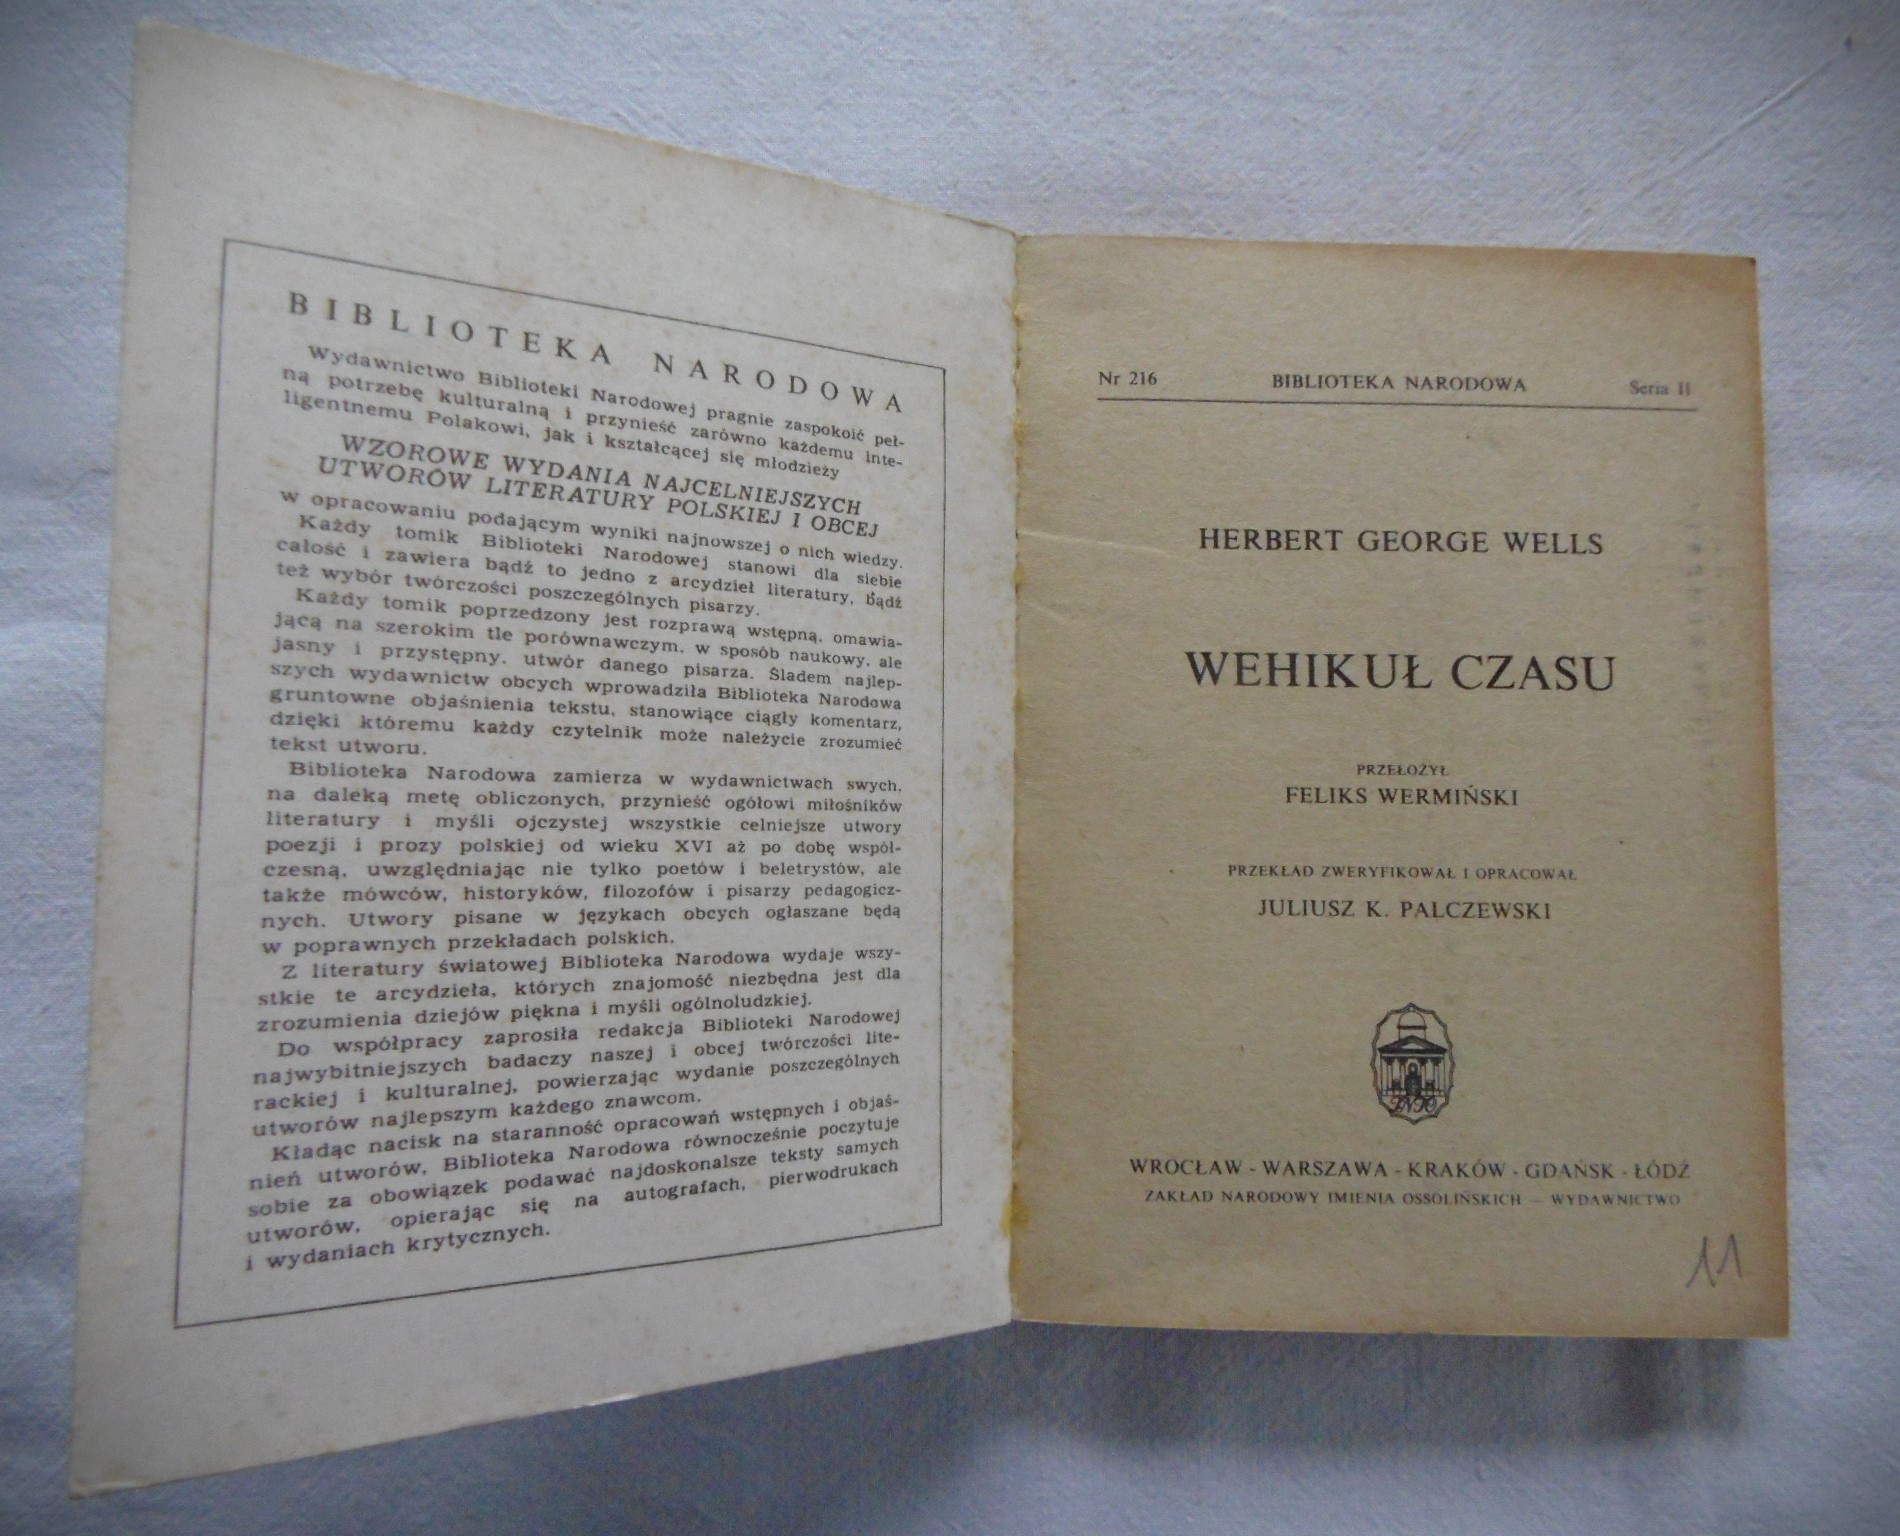 BIBLIOTEKA NARODOWA
Wydawnictwo Biblioteki Narodowej pragnie zaspokoić peł-
ną potrzebę kulturalną i przynieść zarówno każdemu inte-
ligentnemu Polakowi, jak i kształcącej się młodzieży
WZOROWE WYDANIA NAJCELNIEJSZYCH
UTWORÓW LITERATURY POLSKIEJ I OBCEJ
w opracowaniu podającym wyniki najnowszej o nich wiedzy.
Każdy tomik Biblioteki Narodowej stanowi dla siebie
całość i zawiera bądź to jedno z arcydzieł literatury, bądź
też wybór twórczości poszczególnych pisarzy.
Każdy tomik poprzedzony jest rozprawą wstępną, omawia-
jącą na szerokim tle porównawczym, w sposób naukowy, ale
jasny i przystępny, utwór danego pisarza. Śladem najlep-
szych wydawnictw obcych wprowadziła Biblioteka Narodowa
gruntowne objaśnienia tekstu, stanowiące ciągły komentarz,
dzięki któremu każdy czytelnik może należycie zrozumieć
tekst utworu.
Biblioteka Narodowa zamierza w wydawnictwach swych,
na daleką metę obliczonych, przynieść ogółowi miłośników
literatury i myśli ojczystej wszystkie celniejsze utwory
poezji i prozy polskiej od wieku XVI aż po dobę współ-
czesną, uwzględniając nie tylko poetów i beletrystów, ale
także mówców, historyków, filozofów i pisarzy pedagogicz-
nych. Utwory pisane w językach obcych ogłaszane będą
w poprawnych przekładach polskich.
Z literatury światowej Biblioteka Narodowa wydaje wszy-
stkie te arcydzieła, których znajomość niezbędna jest dla
zrozumienia dziejów piękna i myśli ogólnoludzkiej.
Do współpracy zaprosiła redakcja Biblioteki Narodowej
najwybitniejszych badaczy naszej i obcej twórczości lite-
rackiej i kulturalnej, powierzając wydanie poszczególnych
utworów najlepszym każdego znawcom.
Kładąc nacisk na staranność opracowań wstępnych i objaś-
nień utworów, Biblioteka Narodowa równocześnie poczytuje
sobie za obowiązek podawać najdoskonalsze teksty samych
utworów, opierając się na autografach, pierwodrukach
i wydaniach krytycznych.
Nr 216 BIBLIOTEKA NARODOWA Seria II
HERBERT GEORGE WELLS
WEHIKUŁ CZASU
PRZEŁOŻYŁ
FELIKS WERMIŃSKI
PRZEKŁAD ZWERYFIKOWAŁ I OPRACOWAŁ
JULIUSZ K. PALCZEWSKI
ZNIO
WROCŁAW - WARSZAWA - KRAKÓW - GDAŃSK - ŁÓDŹ
ZAKŁAD NARODOWY IMIENIA OSSOLIŃSKICH — WYDAWNICTWO
11